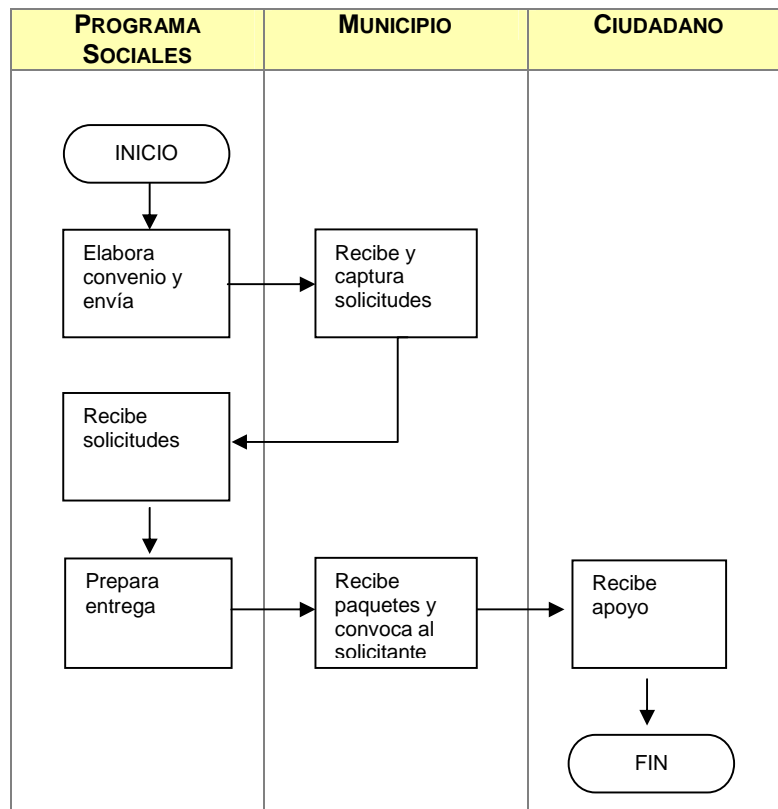 PROGRAMA
SOCIALES
MUNICIPIO
CIUDADANO
INICIO
Elabora
convenio y
envía
Recibe y
captura
solicitudes
Recibe
solicitudes
Prepara
entrega
Recibe
paquetes y
convoca al
solicitante
Recibe
apoyo
FIN